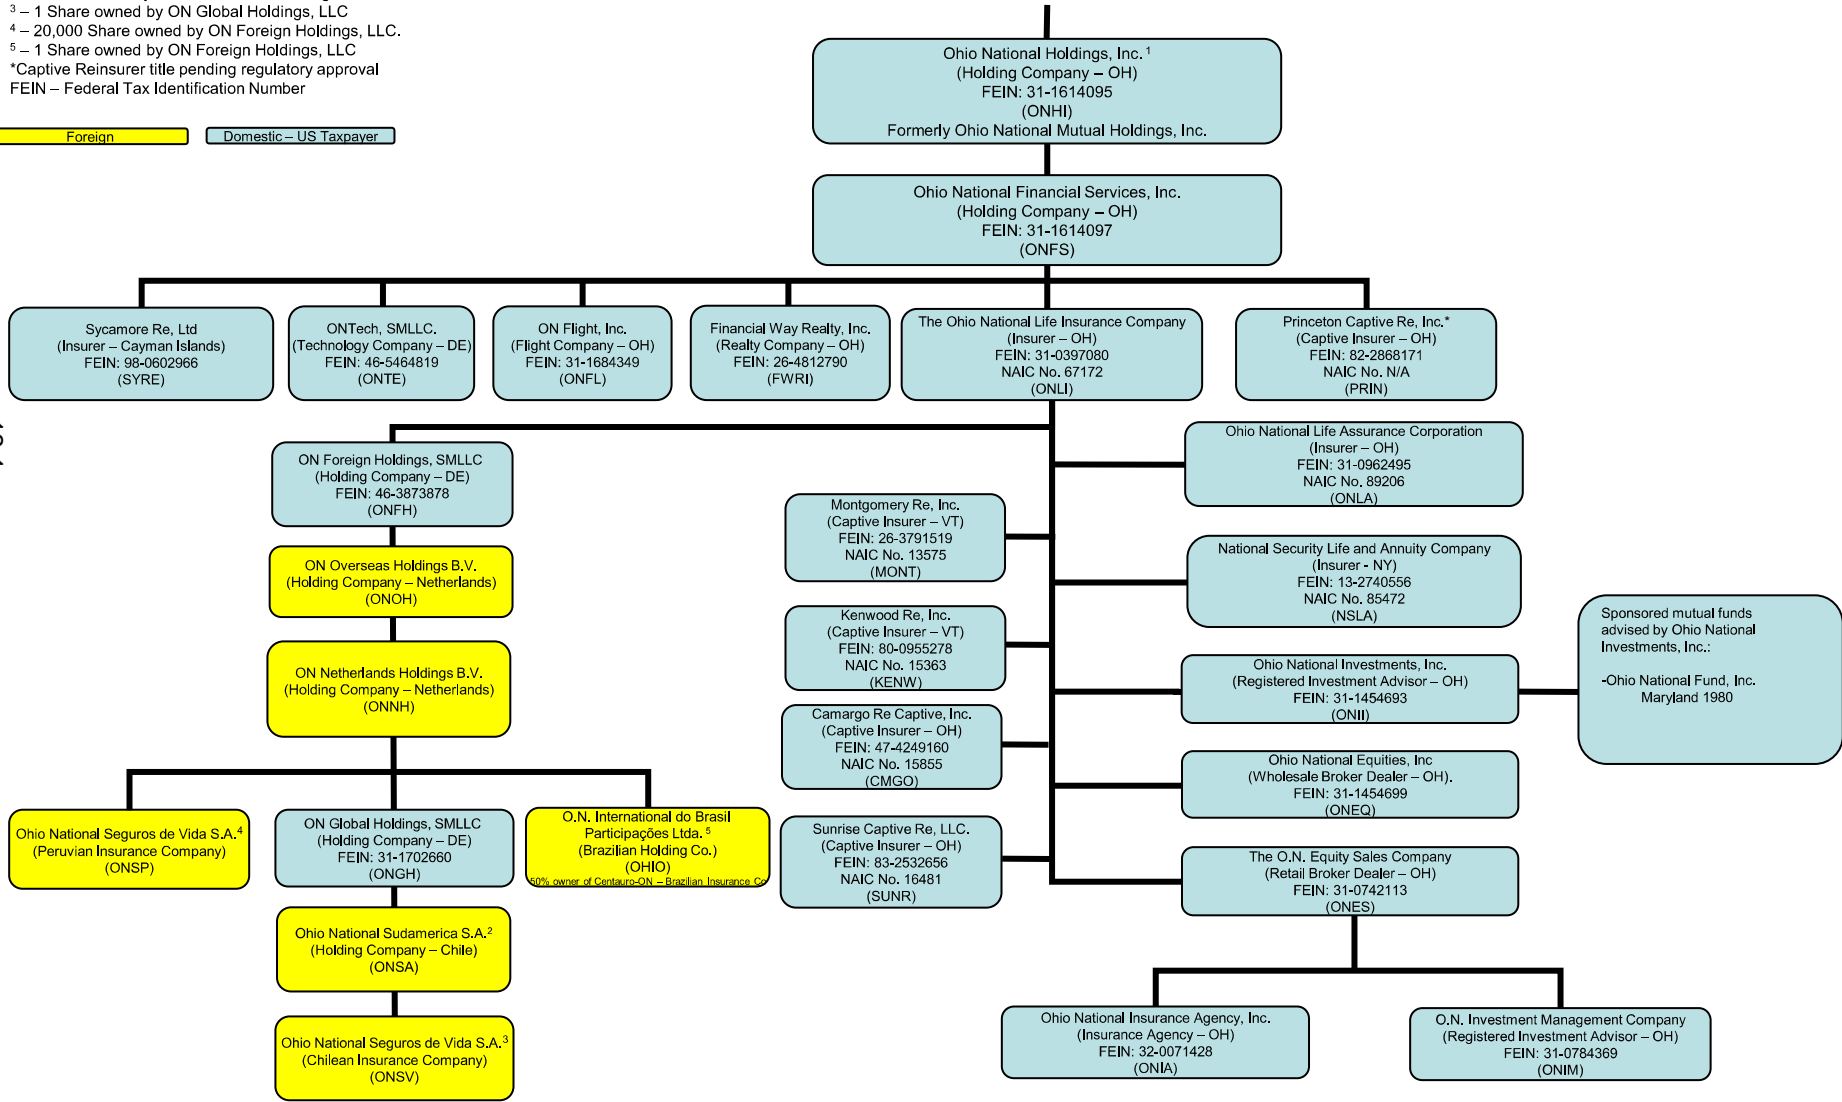 ³ – 1 Share owned by ON Global Holdings, LLC
⁴ – 20,000 Share owned by ON Foreign Holdings, LLC.
⁵ – 1 Share owned by ON Foreign Holdings, LLC
*Captive Reinsurer title pending regulatory approval
FEIN – Federal Tax Identification Number
Foreign
Domestic – US Taxpayer
Ohio National Holdings, Inc. ¹
(Holding Company – OH)
FEIN: 31-1614095
(ONHI)
Formerly Ohio National Mutual Holdings, Inc.
Ohio National Financial Services, Inc.
(Holding Company – OH)
FEIN: 31-1614097
(ONFS)
Sycamore Re, Ltd
(Insurer – Cayman Islands)
FEIN: 98-0602966
(SYRE)
ONTech, SMLLC.
(Technology Company – DE)
FEIN: 46-5464819
(ONTE)
ON Flight, Inc.
(Flight Company – OH)
FEIN: 31-1684349
(ONFL)
Financial Way Realty, Inc.
(Realty Company – OH)
FEIN: 26-4812790
(FWRI)
The Ohio National Life Insurance Company
(Insurer – OH)
FEIN: 31-0397080
NAIC No. 67172
(ONLI)
Princeton Captive Re, Inc.*
(Captive Insurer – OH)
FEIN: 82-2868171
NAIC No. N/A
(PRIN)
ON Foreign Holdings, SMLLC
(Holding Company – DE)
FEIN: 46-3873878
(ONFH)
ON Overseas Holdings B.V.
(Holding Company – Netherlands)
(ONOH)
ON Netherlands Holdings B.V.
(Holding Company – Netherlands)
(ONNH)
Ohio National Seguros de Vida S.A.⁴
(Peruvian Insurance Company)
(ONSP)
ON Global Holdings, SMLLC
(Holding Company – DE)
FEIN: 31-1702660
(ONGH)
O.N. International do Brasil
Participações Ltda. ⁵
(Brazilian Holding Co.)
(OHIO)
50% owner of Centauro-ON – Brazilian Insurance Co
Ohio National Sudamerica S.A.²
(Holding Company – Chile)
(ONSA)
Ohio National Seguros de Vida S.A.³
(Chilean Insurance Company)
(ONSV)
Montgomery Re, Inc.
(Captive Insurer – VT)
FEIN: 26-3791519
NAIC No. 13575
(MONT)
Kenwood Re, Inc.
(Captive Insurer – VT)
FEIN: 80-0955278
NAIC No. 15363
(KENW)
Camargo Re Captive, Inc.
(Captive Insurer – OH)
FEIN: 47-4249160
NAIC No. 15855
(CMGO)
Sunrise Captive Re, LLC.
(Captive Insurer – OH)
FEIN: 83-2532656
NAIC No. 16481
(SUNR)
Ohio National Life Assurance Corporation
(Insurer – OH)
FEIN: 31-0962495
NAIC No. 89206
(ONLA)
National Security Life and Annuity Company
(Insurer - NY)
FEIN: 13-2740556
NAIC No. 85472
(NSLA)
Ohio National Investments, Inc.
(Registered Investment Advisor – OH)
FEIN: 31-1454693
(ONII)
Sponsored mutual funds
advised by Ohio National
Investments, Inc.:
-Ohio National Fund, Inc.
Maryland 1980
Ohio National Equities, Inc
(Wholesale Broker Dealer – OH).
FEIN: 31-1454699
(ONEQ)
The O.N. Equity Sales Company
(Retail Broker Dealer – OH)
FEIN: 31-0742113
(ONES)
Ohio National Insurance Agency, Inc.
(Insurance Agency – OH)
FEIN: 32-0071428
(ONIA)
O.N. Investment Management Company
(Registered Investment Advisor – OH)
FEIN: 31-0784369
(ONIM)